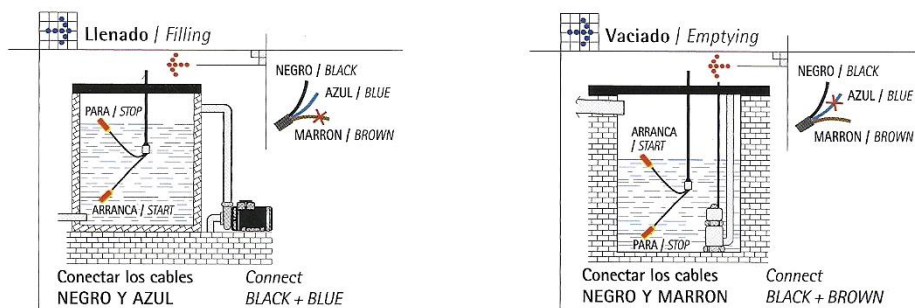 Llenado / Filling
NEGRO / BLACK
AZUL / BLUE
MARRON / BROWN
PARA / STOP
ARRANCA / START
Conectar los cables
NEGRO Y AZUL
Connect
BLACK + BLUE
Vaciado / Emptying
NEGRO / BLACK
AZUL / BLUE
MARRON / BROWN
ARRANCA
/ START
PARA / STOP
Conectar los cables
NEGRO Y MARRON
Connect
BLACK + BROWN